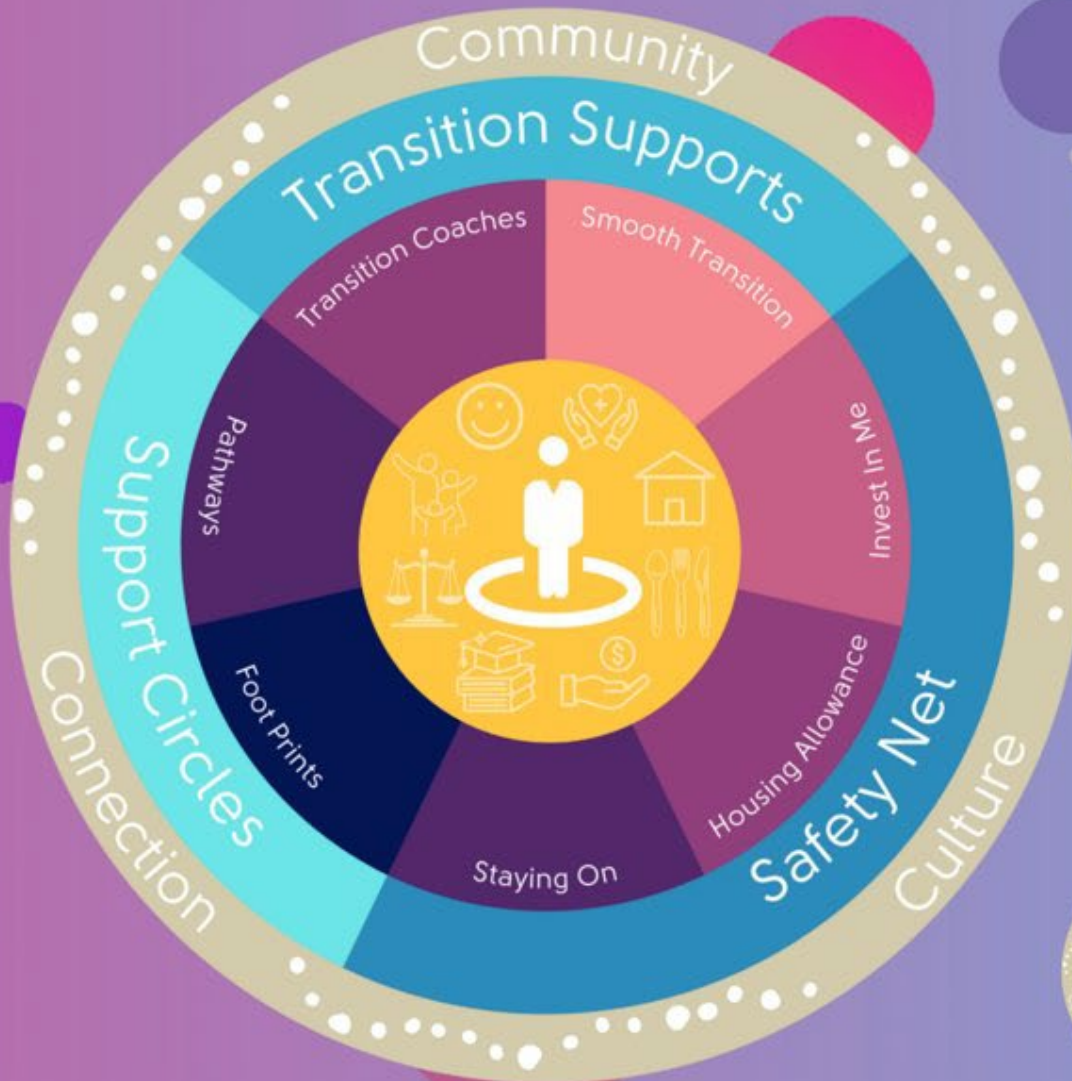 Community
Transition Supports
Transition Coaches
Smooth Transition
Pathways
Invest In Me
Support Circles
Foot Prints
Housing Allowance
Staying On
Safety Net
Connection
Culture
$